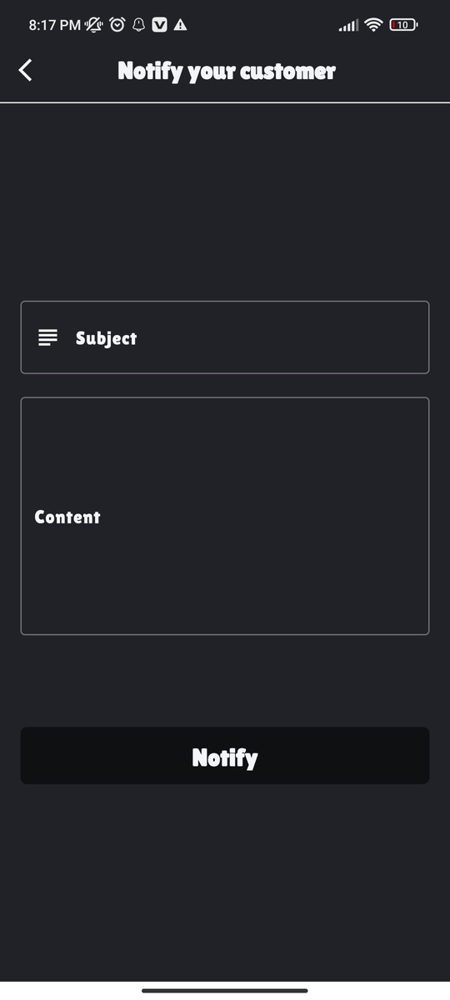 8:17 PM
10
Notify your customer
Subject
Content
Notify